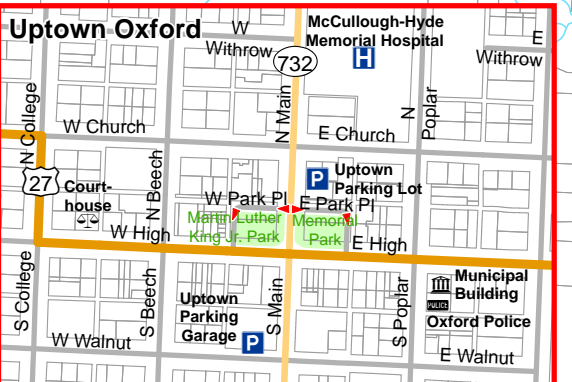 Uptown Oxford
W
Withrow
McCullough-Hyde
Memorial Hospital
H
E
Withrow
732
N College
N Main
N
Poplar
W Church
E Church
27
Court-
house
N Beech
P
Uptown
Parking Lot
W Park Pl
E Park Pl
Martin Luther
King Jr. Park
Memorial
Park
W High
E High
S College
S Beech
Uptown
Parking
Garage
P
S Main
S Poplar
Municipal
Building
POLICE
Oxford Police
W Walnut
E Walnut